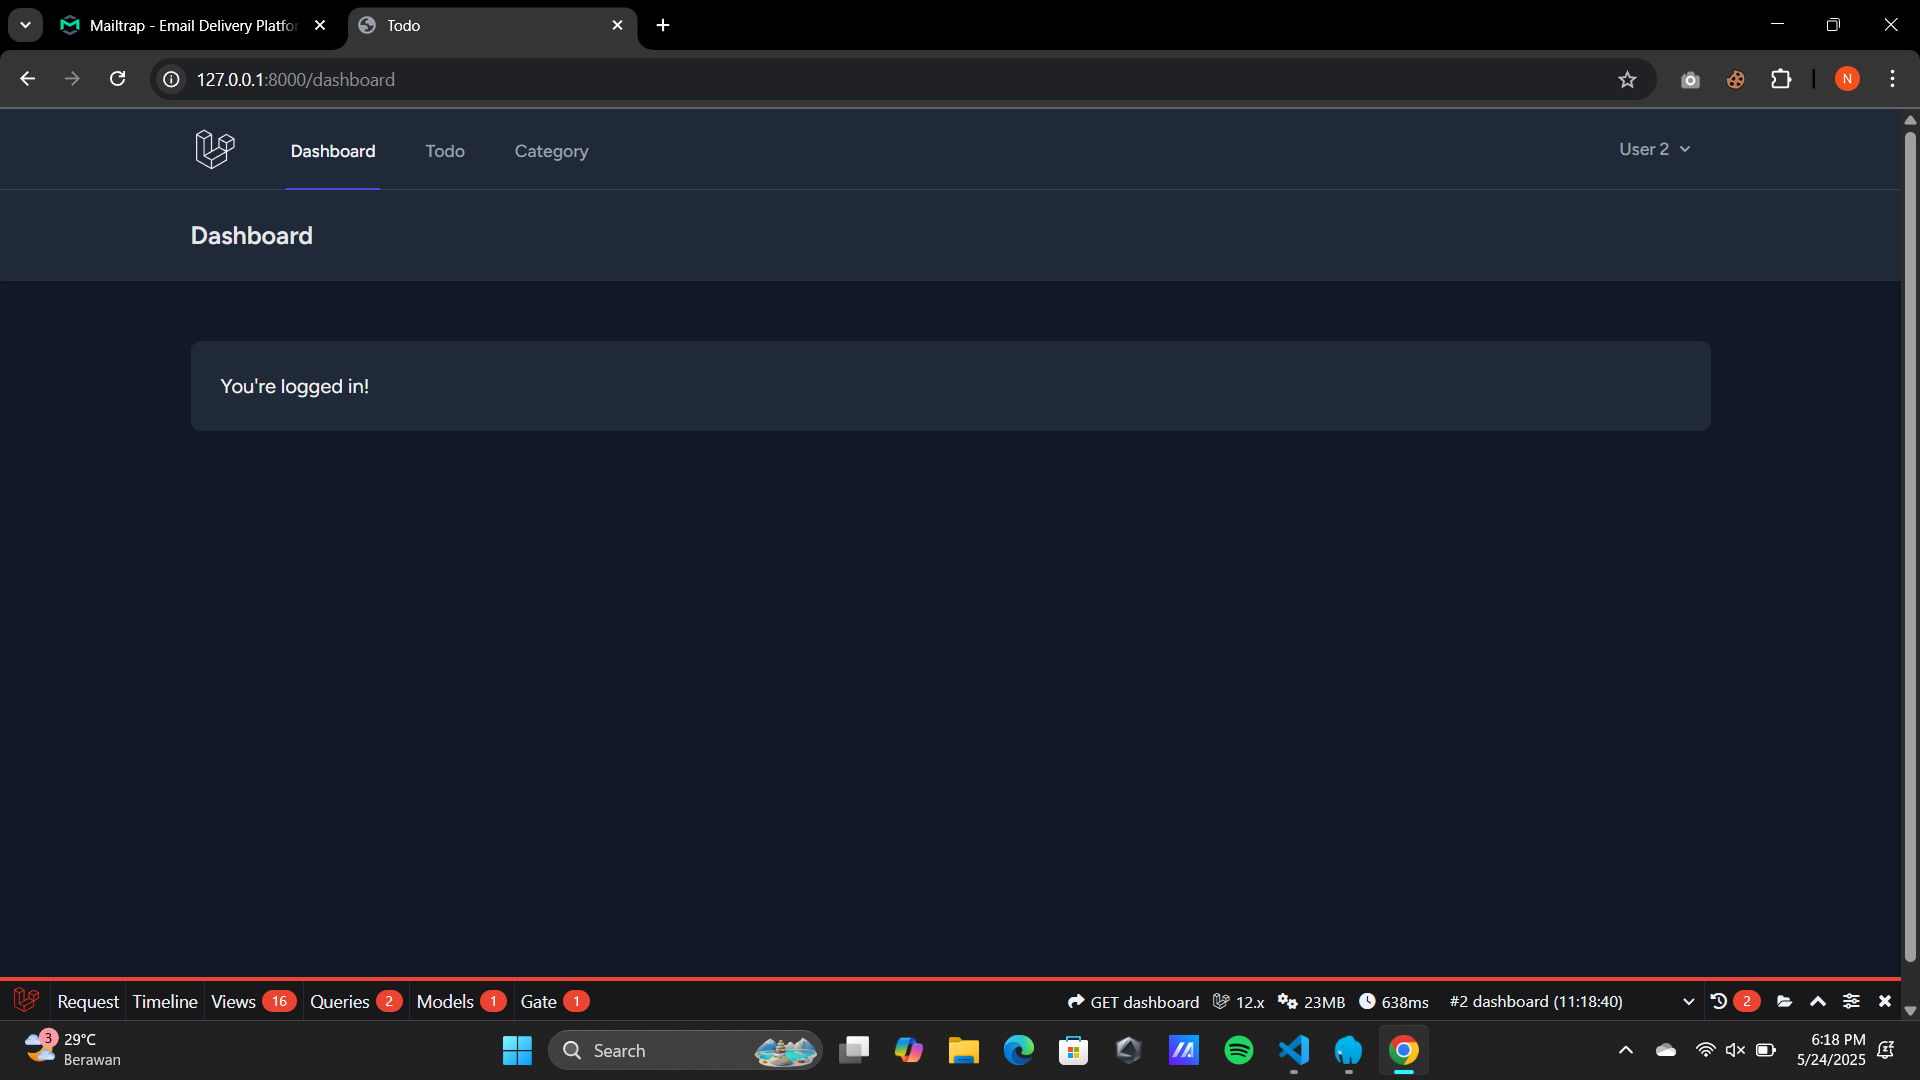 Mailtrap - Email Delivery Platfor
Todo
127.0.0.1:8000/dashboard
N
Dashboard
Todo
Category
User 2
Dashboard
You're logged in!
Request
Timeline
Views 16
Queries 2
Models 1
Gate 1
GET dashboard
12.x
23MB
638ms
#2 dashboard (11:18:40)
2
3
29°C
Berawan
Search
6:18 PM
5/24/2025